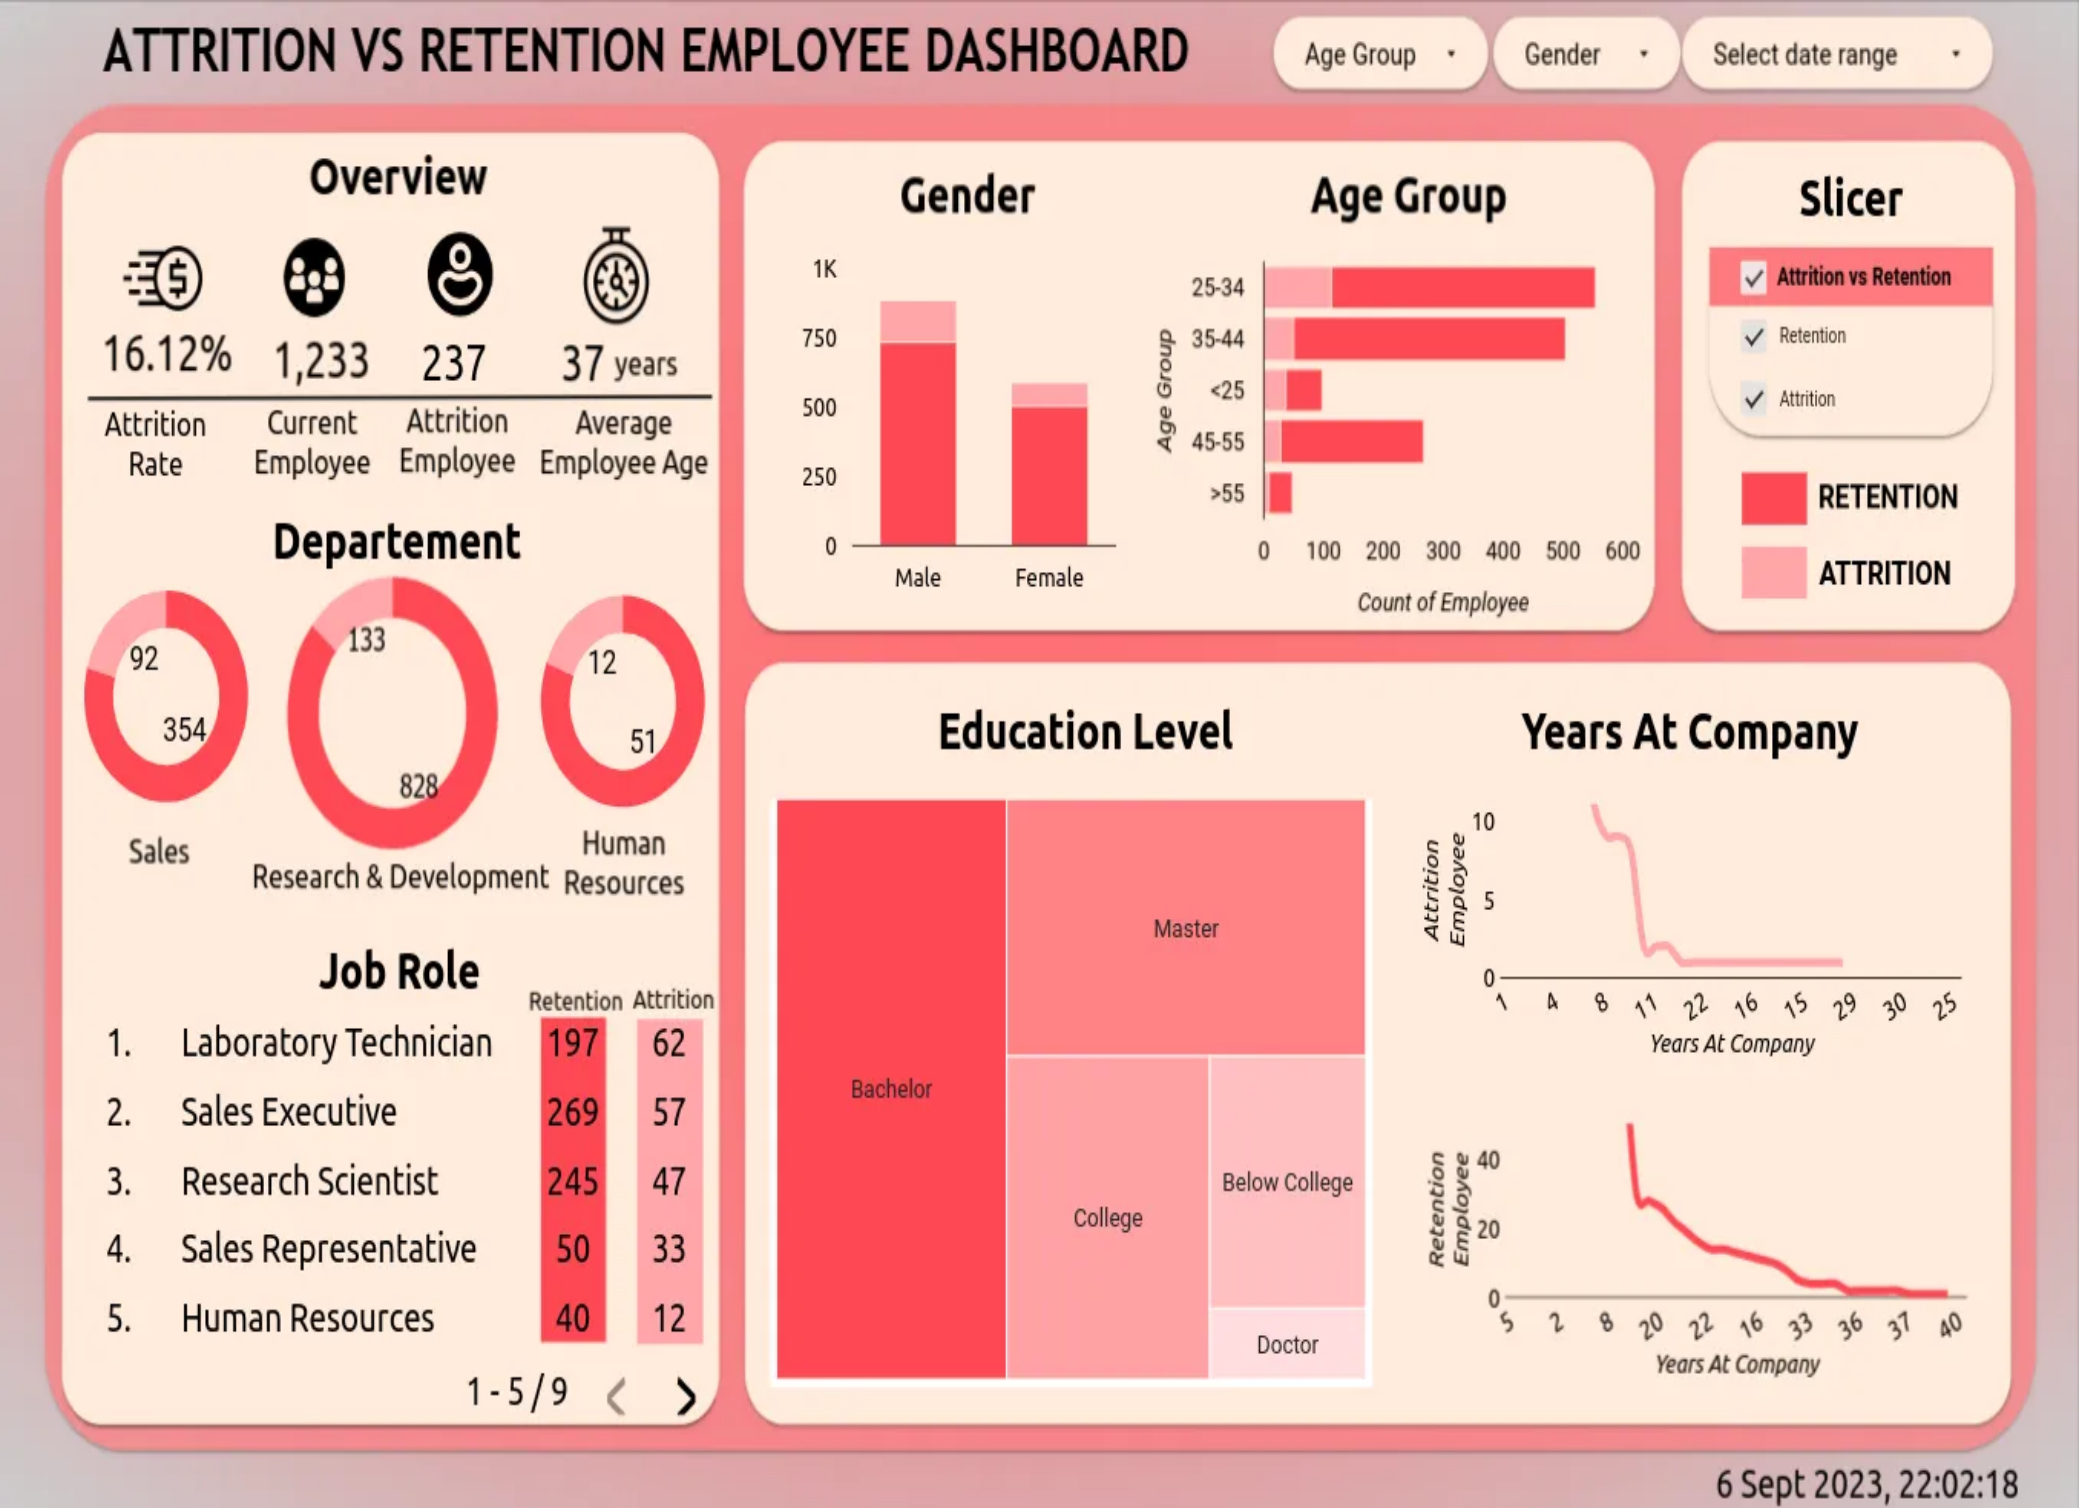 ATTRITION VS RETENTION EMPLOYEE DASHBOARD
Age Group
Gender
Select date range
Overview
16.12%
1,233
237
37 years
Attrition
Rate
Current
Employee
Attrition
Employee
Average
Employee Age
Departement
92
354
Sales
133
828
Research & Development
12
51
Human
Resources
Job Role
Retention Attrition
1. Laboratory Technician 197 62
2. Sales Executive 269 57
3. Research Scientist 245 47
4. Sales Representative 50 33
5. Human Resources 40 12
1 - 5 / 9
Gender
1K
750
500
250
0
Male Female
Age Group
Age Group
25-34
35-44
<25
45-55
>55
0 100 200 300 400 500 600
Count of Employee
Slicer
Attrition vs Retention
Retention
Attrition
RETENTION
ATTRITION
Education Level
Bachelor
Master
College
Below College
Doctor
Years At Company
Attrition
Employee
10
5
0
1 4 8 11 22 16 15 29 30 25
Years At Company
Retention
Employee
40
20
0
5 2 8 20 22 16 33 36 37 40
Years At Company
6 Sept 2023, 22:02:18